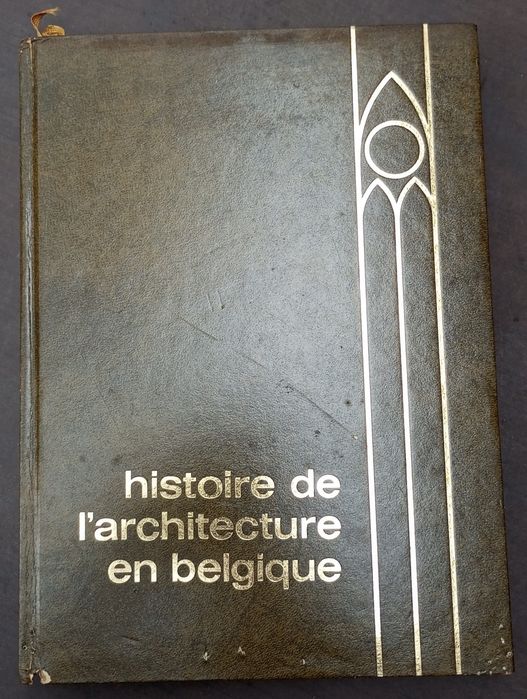 histoire de
l'architecture
en belgique